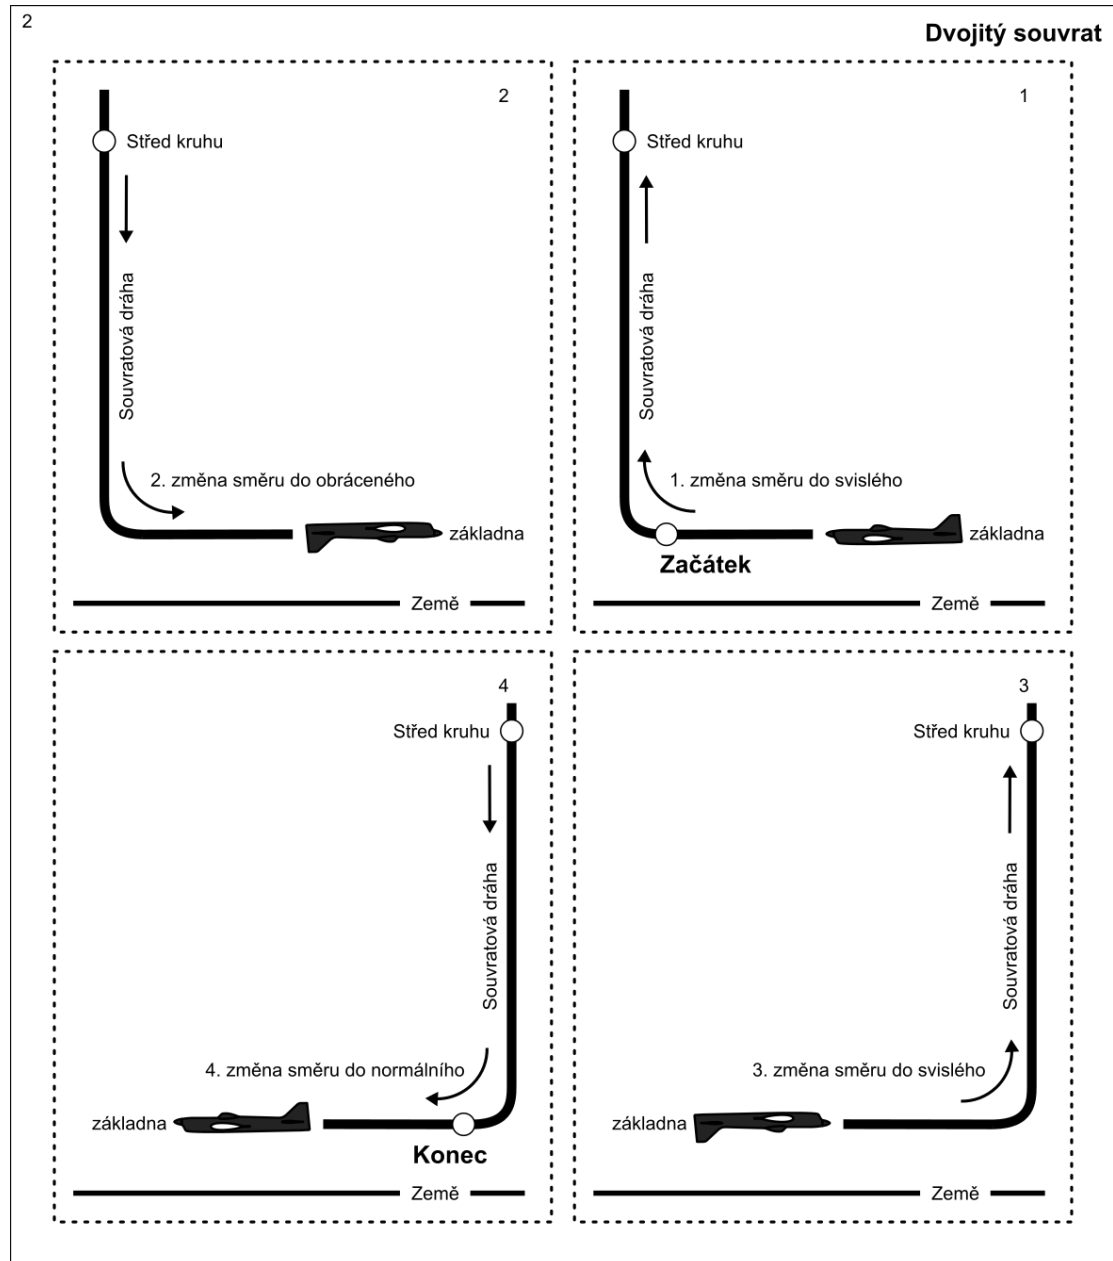 2
Dvojitý souvrat
2
Střed kruhu
Souvratová dráha
2. změna směru do obráceného
základna
Země
1
Střed kruhu
Souvratová dráha
1. změna směru do svislého
základna
Začátek
Země
4
Střed kruhu
Souvratová dráha
4. změna směru do normálního
základna
Konec
Země
3
Střed kruhu
Souvratová dráha
3. změna směru do svislého
základna
Země